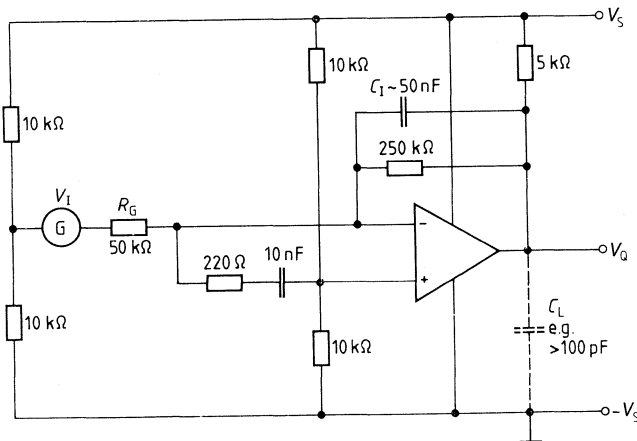 V_S
10 kΩ
5 kΩ
C_I ~ 50 nF
10 kΩ
250 kΩ
V_I
R_G
G
50 kΩ
−
220 Ω
10 nF
+
V_Q
10 kΩ
10 kΩ
C_L
e.g.
>100 pF
-V_S